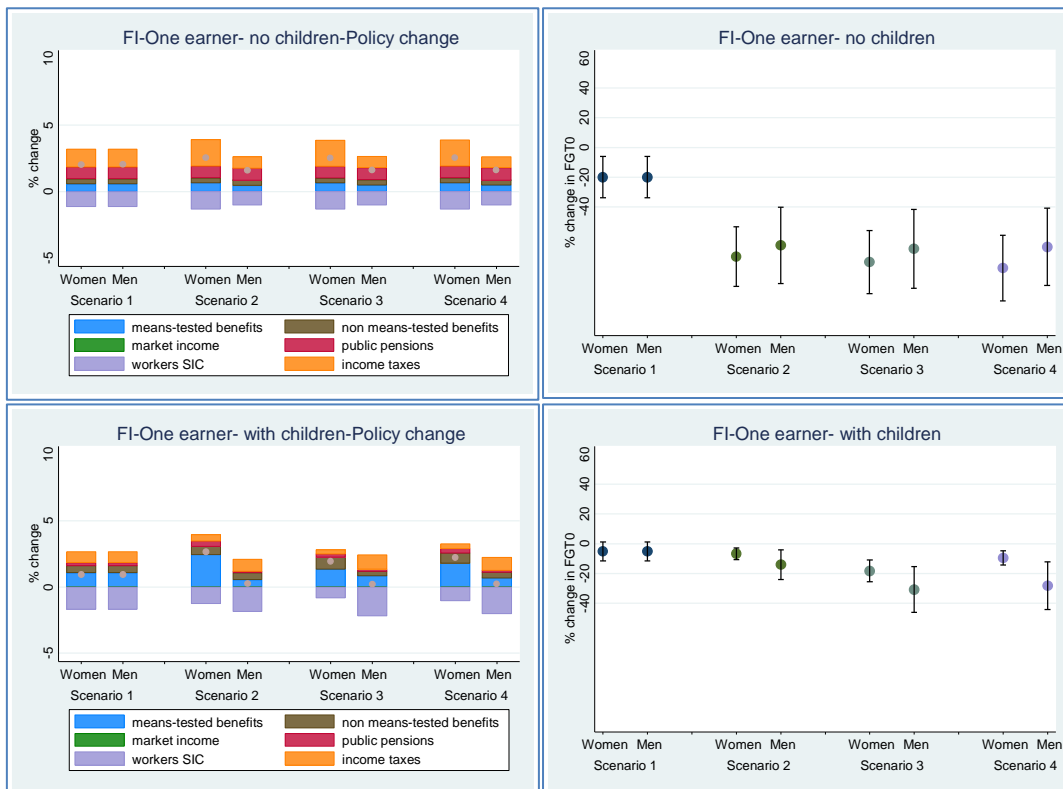 FI-One earner- no children-Policy change
10
5
0
-5
% change
Women Men Women Men Women Men Women Men
Scenario 1 Scenario 2 Scenario 3 Scenario 4
means-tested benefits non means-tested benefits
market income public pensions
workers SIC income taxes
FI-One earner- no children
60
40
20
0
-20
-40
% change in FGT0
Women Men Women Men Women Men Women Men
Scenario 1 Scenario 2 Scenario 3 Scenario 4
FI-One earner- with children-Policy change
10
5
0
-5
% change
Women Men Women Men Women Men Women Men
Scenario 1 Scenario 2 Scenario 3 Scenario 4
means-tested benefits non means-tested benefits
market income public pensions
workers SIC income taxes
FI-One earner- with children
60
40
20
0
-20
-40
% change in FGT0
Women Men Women Men Women Men Women Men
Scenario 1 Scenario 2 Scenario 3 Scenario 4